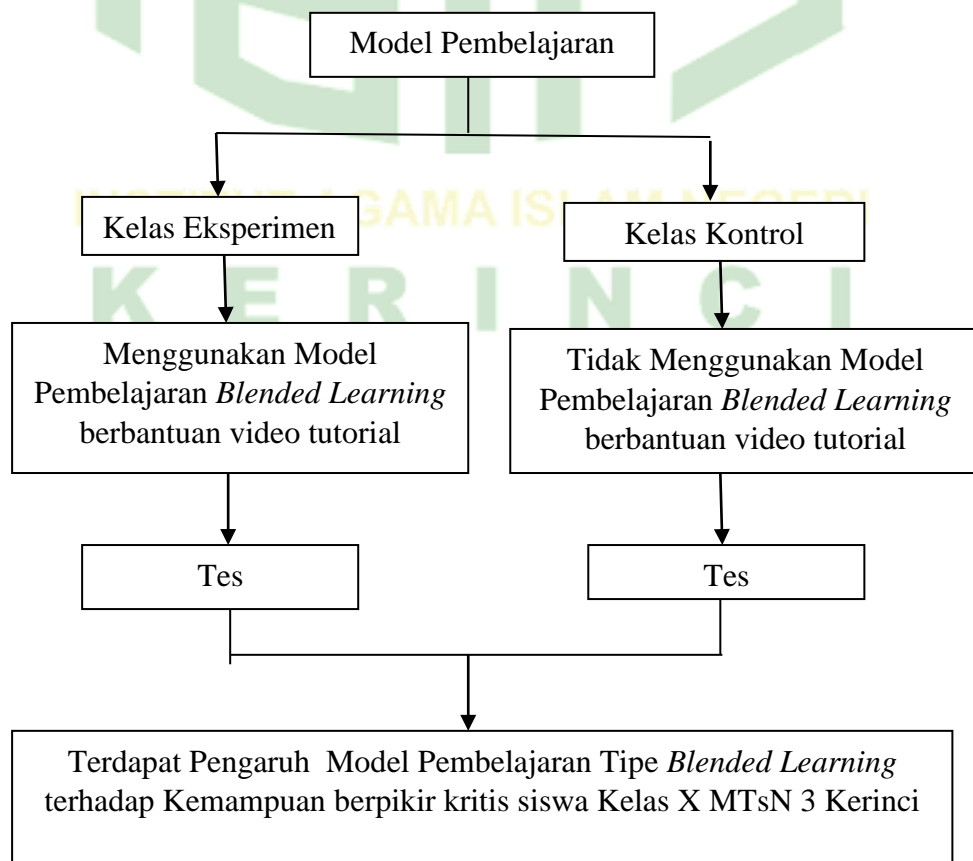 Model Pembelajaran
INSTITUT AGAMA ISLAM NEGERI
Kelas Eksperimen
Kelas Kontrol
KERINCI
Menggunakan Model
Pembelajaran Blended Learning
berbantuan video tutorial
Tidak Menggunakan Model
Pembelajaran Blended Learning
berbantuan video tutorial
Tes
Tes
Terdapat Pengaruh Model Pembelajaran Tipe Blended Learning
terhadap Kemampuan berpikir kritis siswa Kelas X MTsN 3 Kerinci